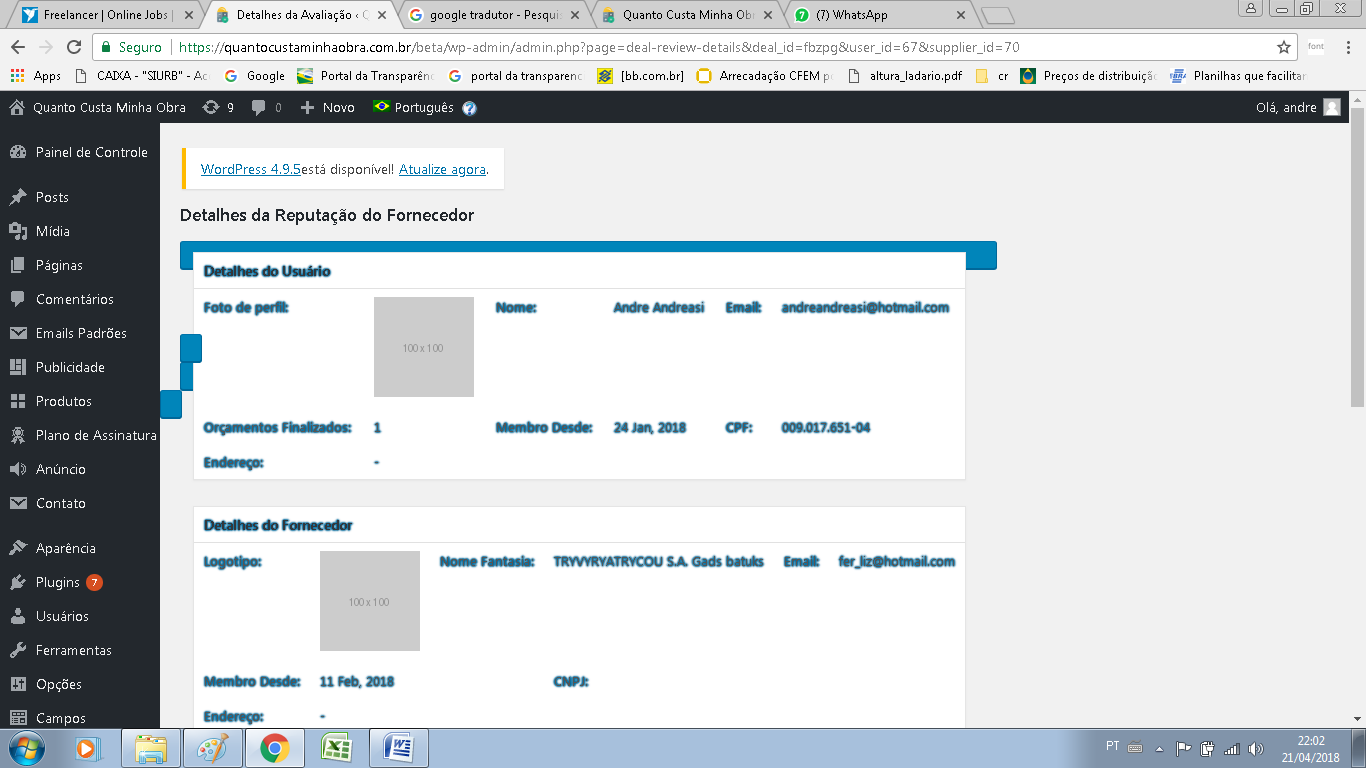 Freelancer | Online Jobs |
Detalhes da Avaliação ‹ Q
google tradutor - Pesquis
Quanto Custa Minha Obr
(7) WhatsApp
Seguro https://quantocustaminhaobra.com.br/beta/wp-admin/admin.php?page=deal-review-details&deal_id=fbzpg&user_id=67&supplier_id=70
font
Apps CAIXA - "SIURB" - Ac Google Portal da Transparênc portal da transparenc [bb.com.br] Arrecadação CFEM p altura_ladario.pdf cr Preços de distribuiçã Planilhas que facilitar
Quanto Custa Minha Obra 9 0 Novo Português Olá, andre
Painel de Controle
Posts
Mídia
Páginas
Comentários
Emails Padrões
Publicidade
Produtos
Plano de Assinatura
Anúncio
Contato
Aparência
Plugins 7
Usuários
Ferramentas
Opções
Campos
WordPress 4.9.5está disponível! Atualize agora.
Detalhes da Reputação do Fornecedor
Detalhes do Usuário
Foto de perfil: 100 x 100 Nome: Andre Andreasi Email: andreandreasi@hotmail.com
Orçamentos Finalizados: 1 Membro Desde: 24 Jan, 2018 CPF: 009.017.651-04
Endereço: -
Detalhes do Fornecedor
Logotipo: 100 x 100 Nome Fantasia: TRYVYRYATRYCOU S.A. Gads batuks Email: fer_liz@hotmail.com
Membro Desde: 11 Feb, 2018 CNPJ:
Endereço: -
PT 22:02
21/04/2018